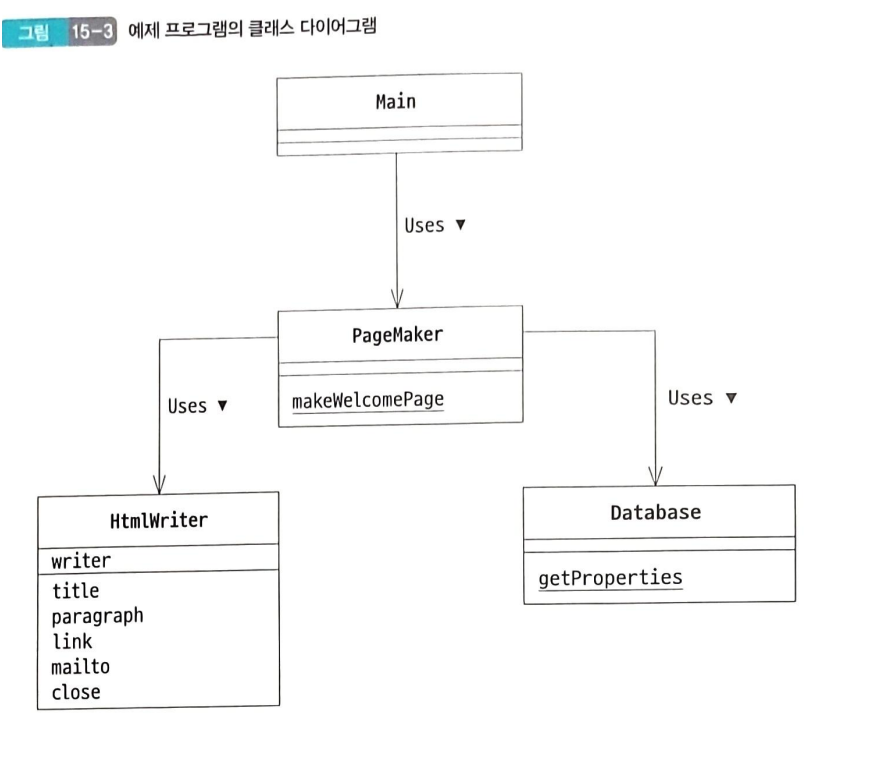 그림 15-3 예제 프로그램의 클래스 다이어그램
Main
Uses ▼
PageMaker
makeWelcomePage
Uses ▼
Uses ▼
HtmlWriter
writer
title
paragraph
link
mailto
close
Database
getProperties